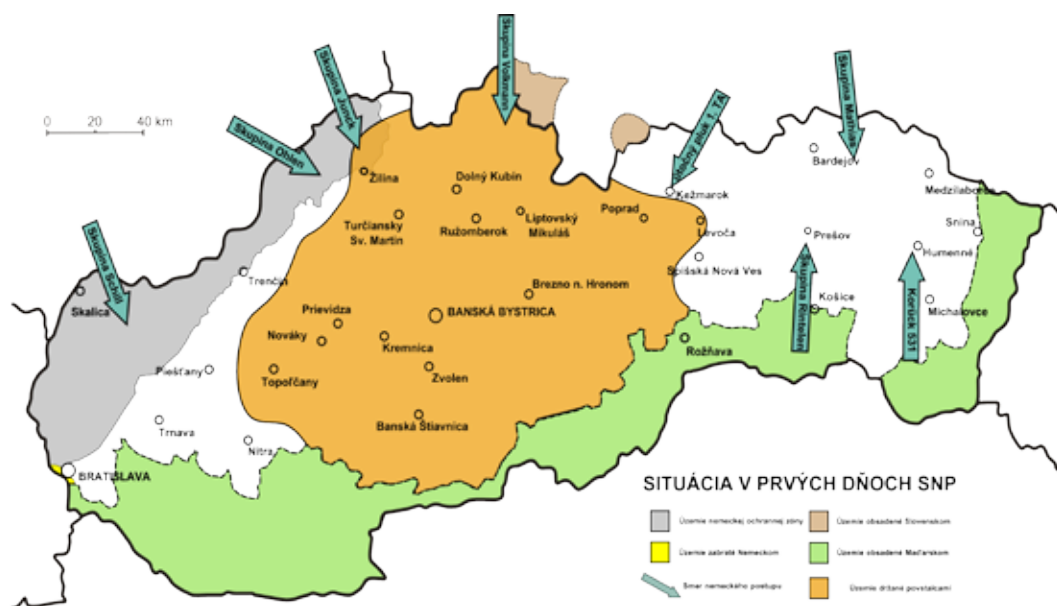 Skupina Schill
Skupina Ohlen
Skupina Junck
Skupina Volkmann
Útočný pluk 1. TA
Skupina Mathias
Skupina Rintelen
Korück 531
0 20 40 km
Žilina
Dolný Kubín
Turčiansky
Sv. Martin
Ružomberok
Liptovský
Mikuláš
Poprad
Kežmarok
Levoča
Spišská Nová Ves
Bardejov
Medzilaborce
Snina
Prešov
Humenné
Košice
Michalovce
Skalica
Trenčín
Prievidza
Nováky
Brezno n. Hronom
BANSKÁ BYSTRICA
Kremnica
Zvolen
Topoľčany
Piešťany
Banská Štiavnica
Rožňava
Trnava
Nitra
BRATISLAVA
SITUÁCIA V PRVÝCH DŇOCH SNP
Územie nemeckej ochrannej zóny
Územie obsadené Slovenskom
Územie zabraté Nemeckom
Územie obsadené Maďarskom
Smer nemeckého postupu
Územie držané povstalcami